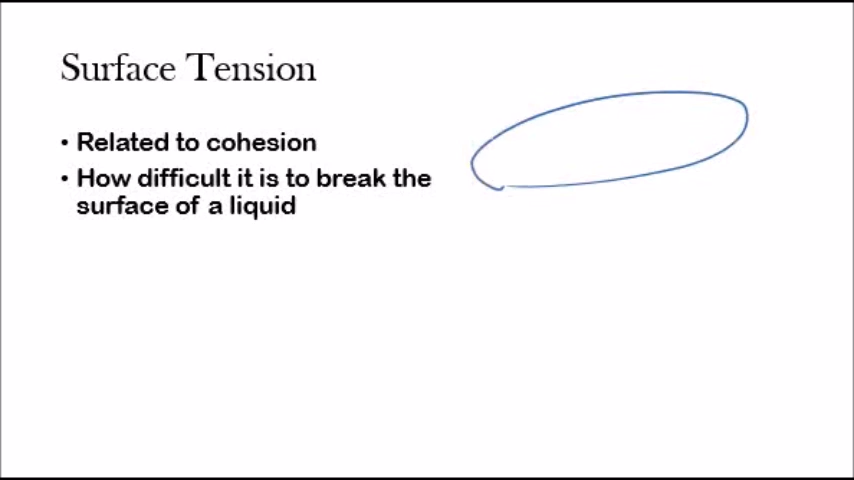 Surface Tension
• Related to cohesion
• How difficult it is to break the
surface of a liquid